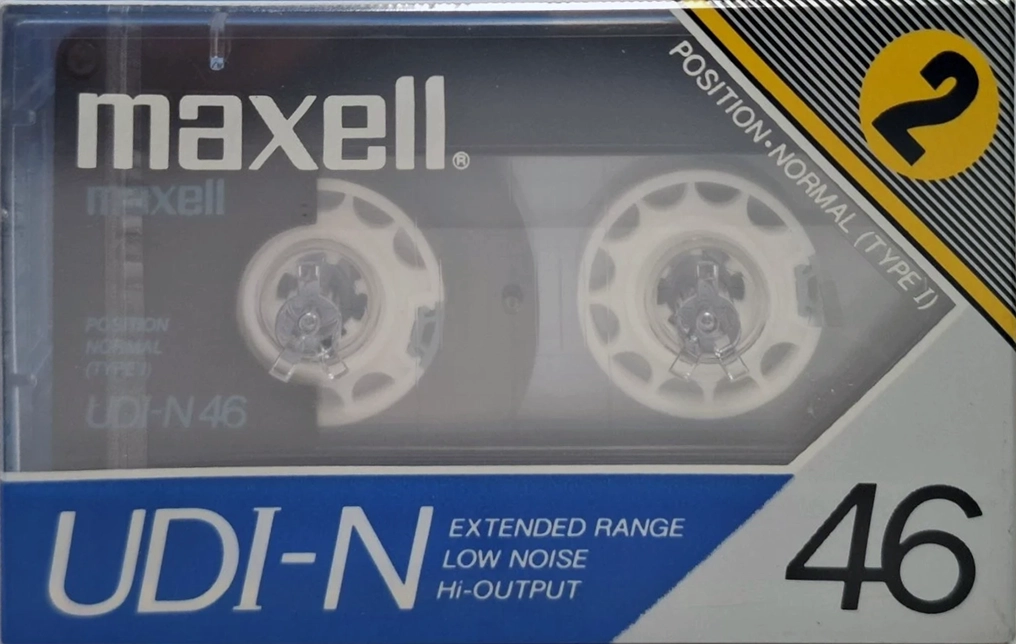 maxell®
2
POSITION·NORMAL (TYPE I)
maxell
POSITION
NORMAL
(TYPE I)
UDI-N 46
UDI-N
EXTENDED RANGE
LOW NOISE
Hi-OUTPUT
46